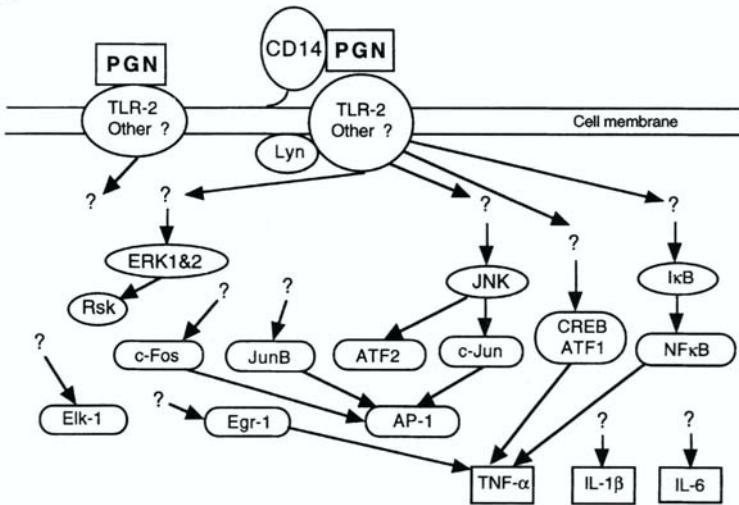 CD14
PGN
PGN
TLR-2
Other ?
TLR-2
Other ?
Cell membrane
Lyn
?
?
?
?
?
ERK1&2
Rsk
JNK
IκB
?
?
CREB
ATF1
?
c-Fos
JunB
ATF2
c-Jun
NFκB
Elk-1
?
Egr-1
AP-1
?
?
TNF-α
IL-1β
IL-6